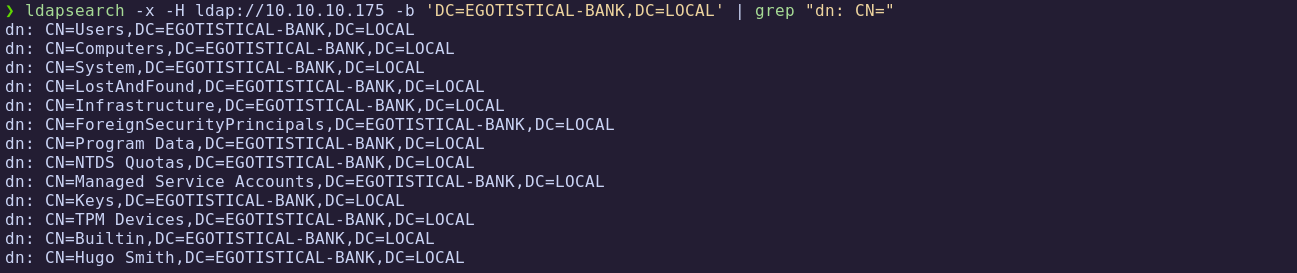 ❯ ldapsearch -x -H ldap://10.10.10.175 -b 'DC=EGOTISTICAL-BANK,DC=LOCAL' | grep "dn: CN="
dn: CN=Users,DC=EGOTISTICAL-BANK,DC=LOCAL
dn: CN=Computers,DC=EGOTISTICAL-BANK,DC=LOCAL
dn: CN=System,DC=EGOTISTICAL-BANK,DC=LOCAL
dn: CN=LostAndFound,DC=EGOTISTICAL-BANK,DC=LOCAL
dn: CN=Infrastructure,DC=EGOTISTICAL-BANK,DC=LOCAL
dn: CN=ForeignSecurityPrincipals,DC=EGOTISTICAL-BANK,DC=LOCAL
dn: CN=Program Data,DC=EGOTISTICAL-BANK,DC=LOCAL
dn: CN=NTDS Quotas,DC=EGOTISTICAL-BANK,DC=LOCAL
dn: CN=Managed Service Accounts,DC=EGOTISTICAL-BANK,DC=LOCAL
dn: CN=Keys,DC=EGOTISTICAL-BANK,DC=LOCAL
dn: CN=TPM Devices,DC=EGOTISTICAL-BANK,DC=LOCAL
dn: CN=Builtin,DC=EGOTISTICAL-BANK,DC=LOCAL
dn: CN=Hugo Smith,DC=EGOTISTICAL-BANK,DC=LOCAL